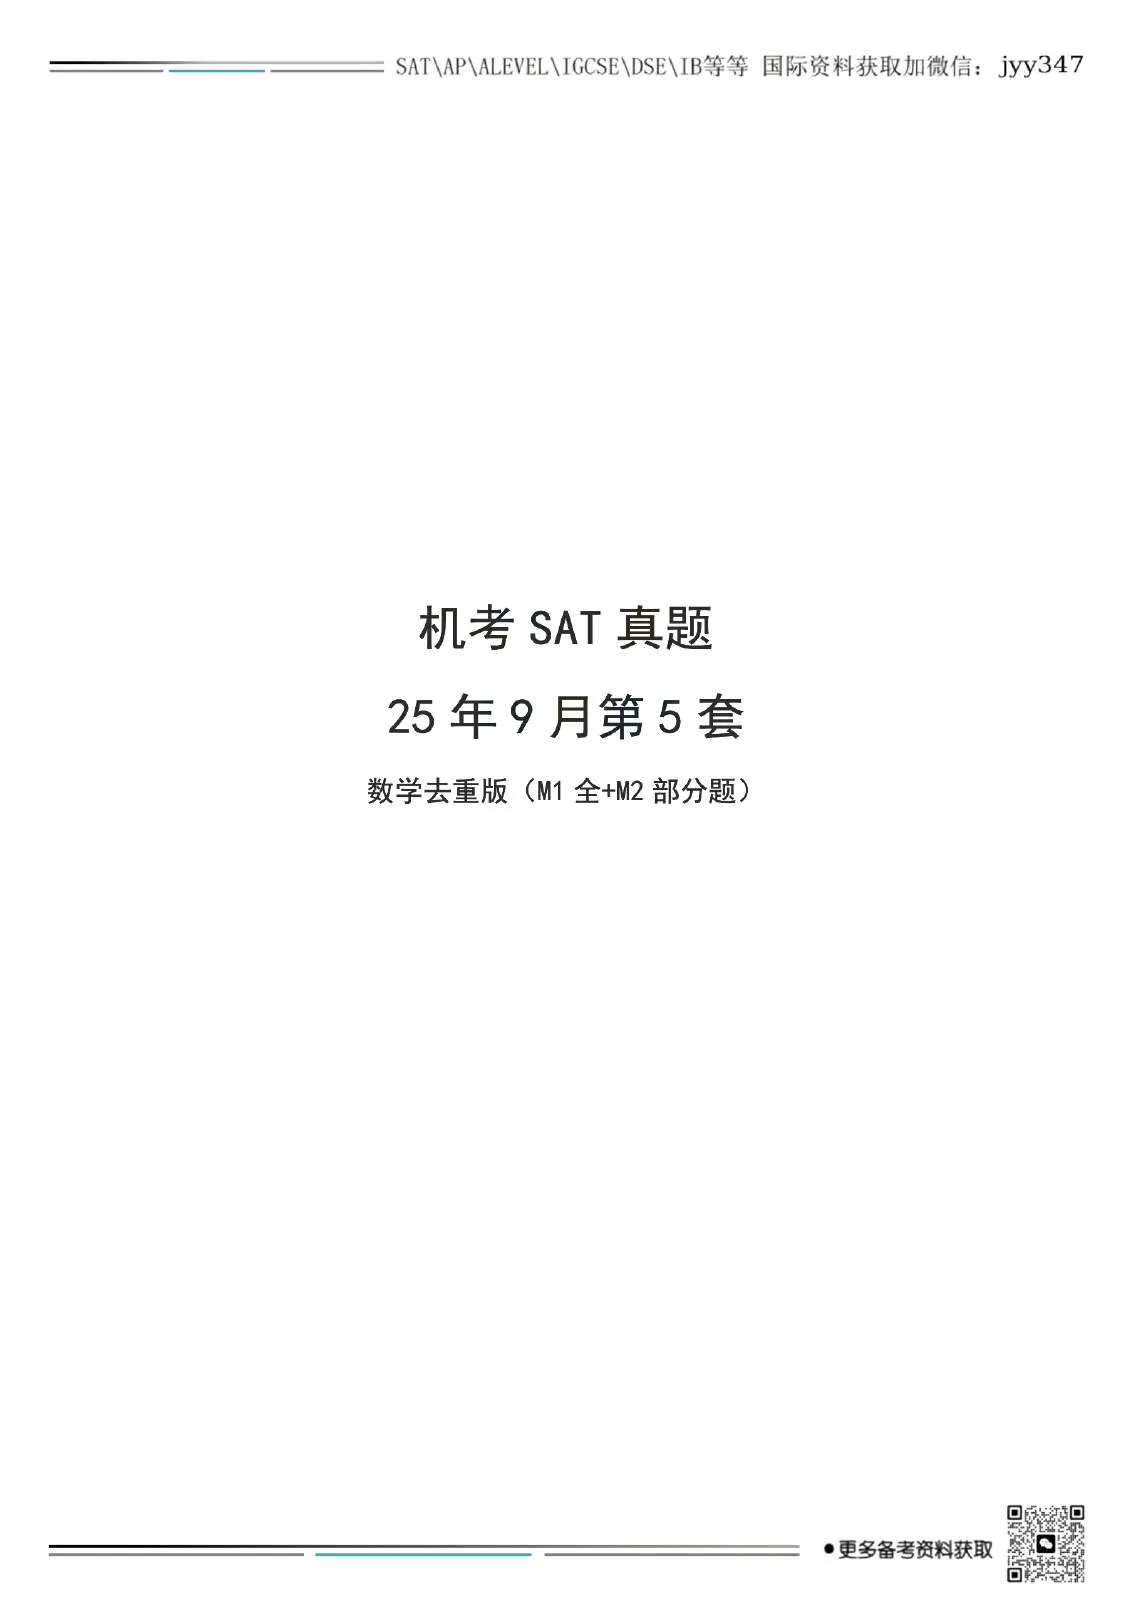 SAT\AP\ALEVEL\IGCSE\DSE\IB等等 国际资料获取加微信：jyy347
机考 SAT 真题
25 年 9 月第 5 套
数学去重版（M1 全+M2 部分题）
●更多备考资料获取